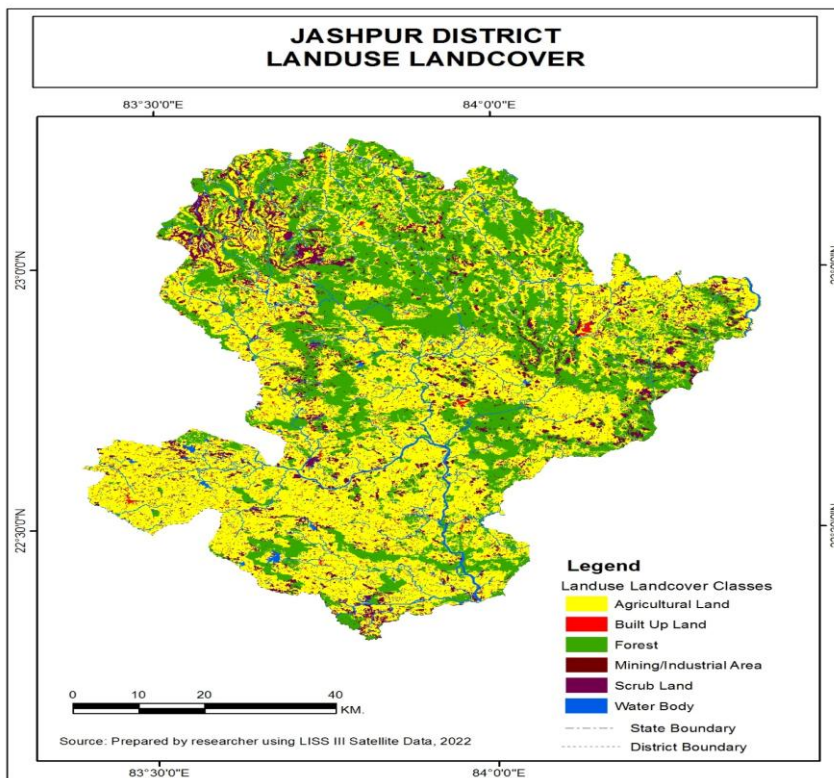 JASHPUR DISTRICT
LANDUSE LANDCOVER
83°30'0"E
84°0'0"E
23°0'0"N
22°30'0"N
22°30'0"N
Legend
Landuse Landcover Classes
Agricultural Land
Built Up Land
Forest
Mining/Industrial Area
Scrub Land
Water Body
State Boundary
District Boundary
0
10
20
40
KM.
Source: Prepared by researcher using LISS III Satellite Data, 2022
83°30'0"E
84°0'0"E